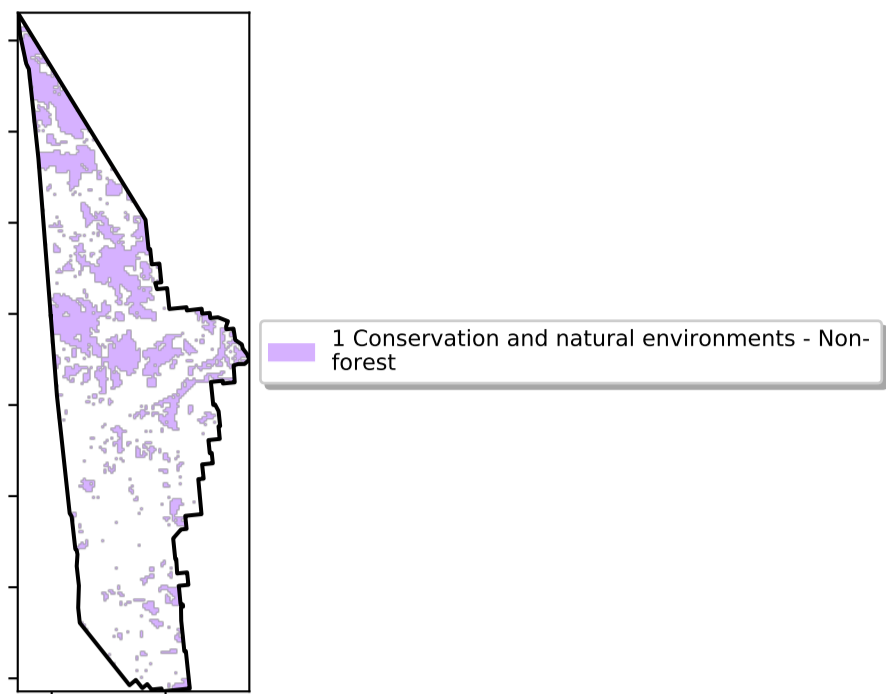 1 Conservation and natural environments - Non-
forest